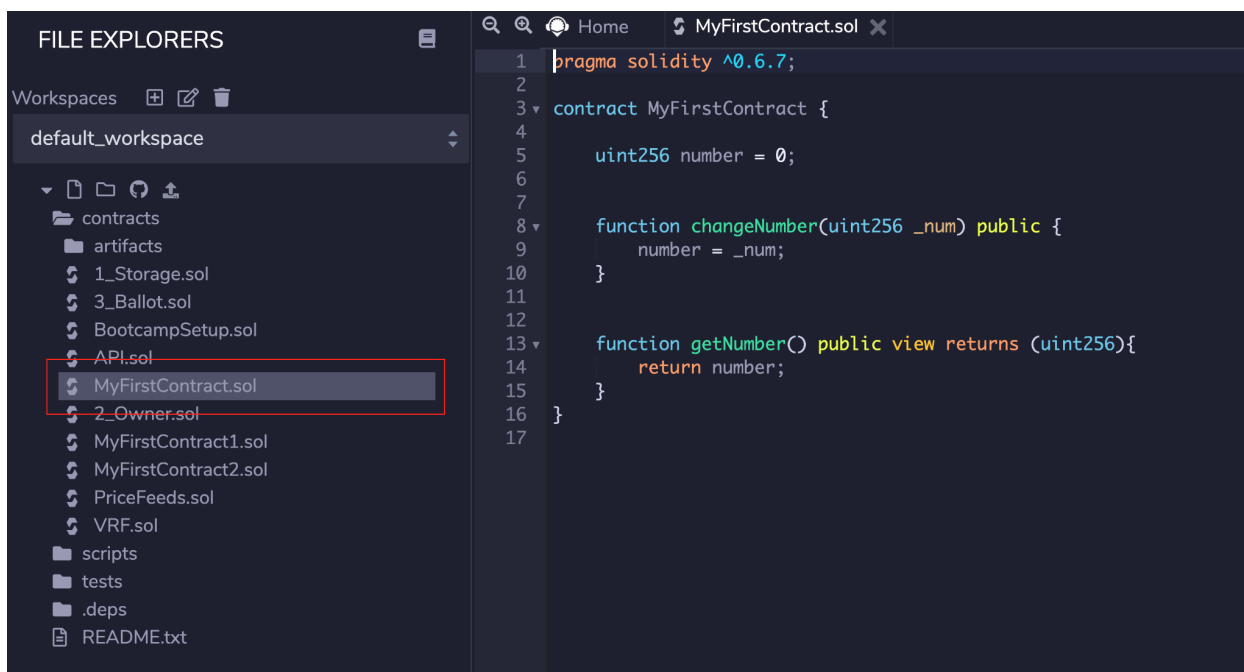 FILE EXPLORERS
Workspaces
default_workspace
contracts
artifacts
1_Storage.sol
3_Ballot.sol
BootcampSetup.sol
API.sol
MyFirstContract.sol
2_Owner.sol
MyFirstContract1.sol
MyFirstContract2.sol
PriceFeeds.sol
VRF.sol
scripts
tests
.deps
README.txt
Home MyFirstContract.sol
1 pragma solidity ^0.6.7;
2
3 contract MyFirstContract {
4
5 uint256 number = 0;
6
7
8 function changeNumber(uint256 _num) public {
9 number = _num;
10 }
11
12
13 function getNumber() public view returns (uint256){
14 return number;
15 }
16 }
17